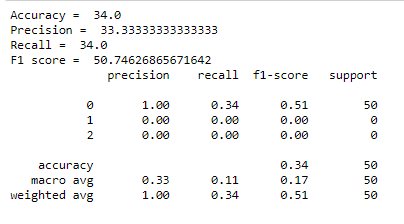 Accuracy =  34.0
Precision =  33.33333333333333
Recall =  34.0
F1 score =  50.74626865671642
              precision    recall  f1-score   support

           0       1.00      0.34      0.51        50
           1       0.00      0.00      0.00         0
           2       0.00      0.00      0.00         0

    accuracy                           0.34        50
   macro avg       0.33      0.11      0.17        50
weighted avg       1.00      0.34      0.51        50